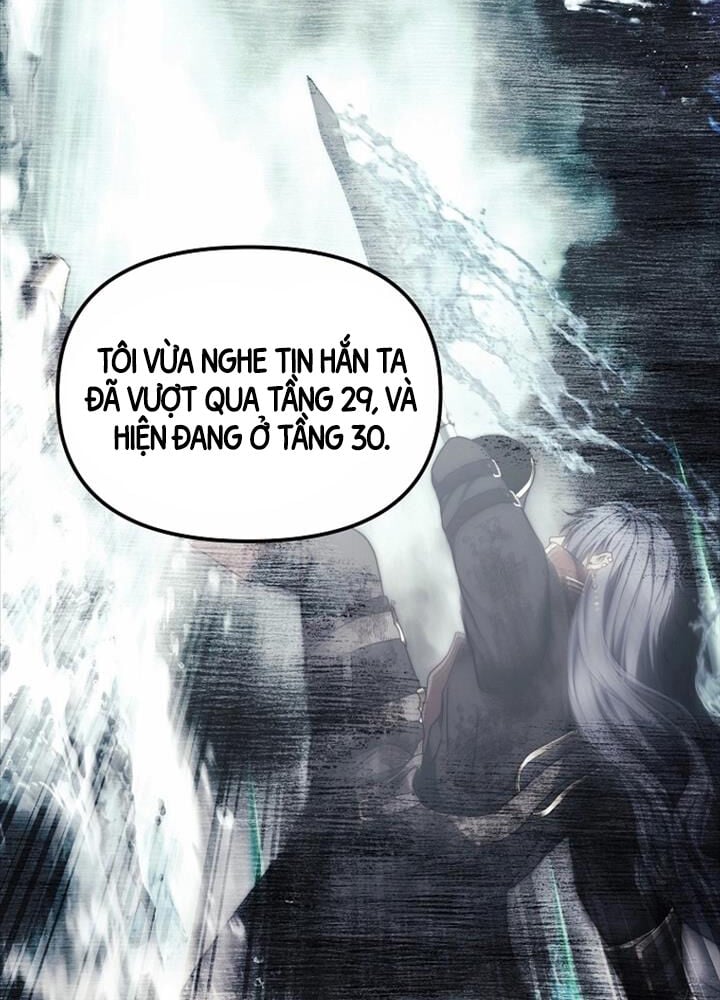 TÔI VỪA NGHE TIN HẮN TA
ĐÃ VƯỢT QUA TẦNG 29, VÀ
HIỆN ĐANG Ở TẦNG 30.